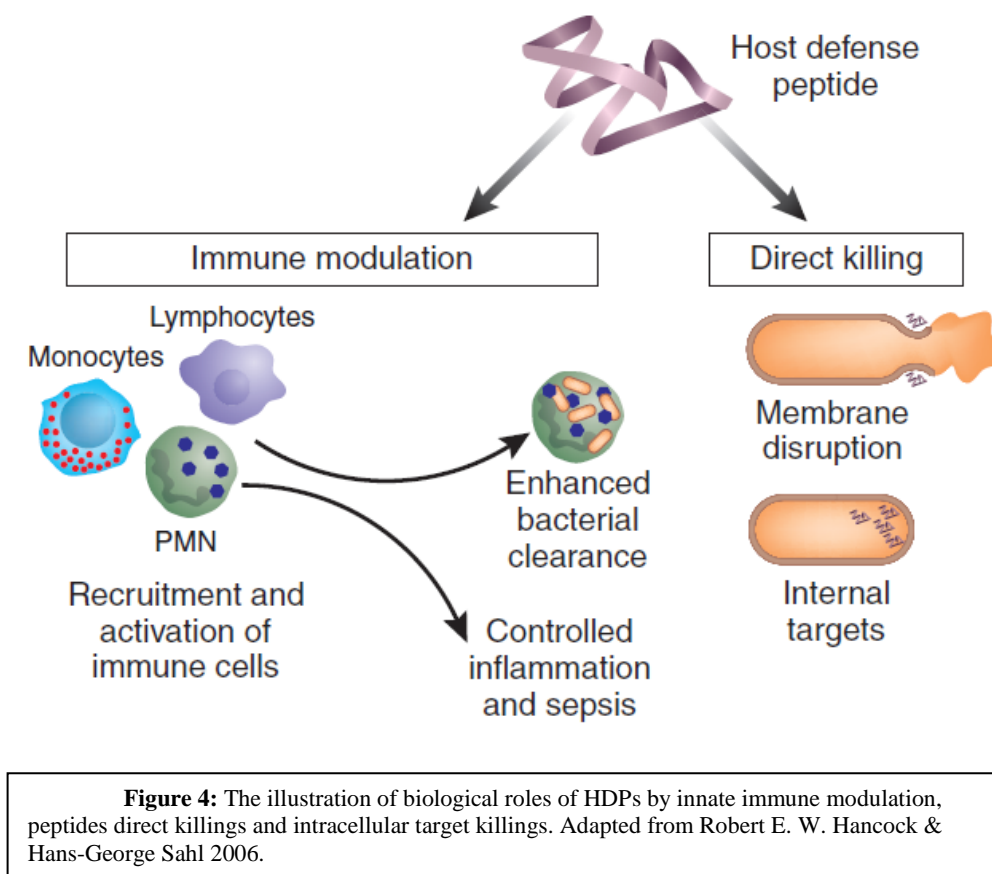 Host defense
peptide
Immune modulation
Direct killing
Lymphocytes
Monocytes
PMN
Recruitment and
activation of
immune cells
Enhanced
bacterial
clearance
Controlled
inflammation
and sepsis
Membrane
disruption
Internal
targets
Figure 4: The illustration of biological roles of HDPs by innate immune modulation,
peptides direct killings and intracellular target killings. Adapted from Robert E. W. Hancock &
Hans-George Sahl 2006.